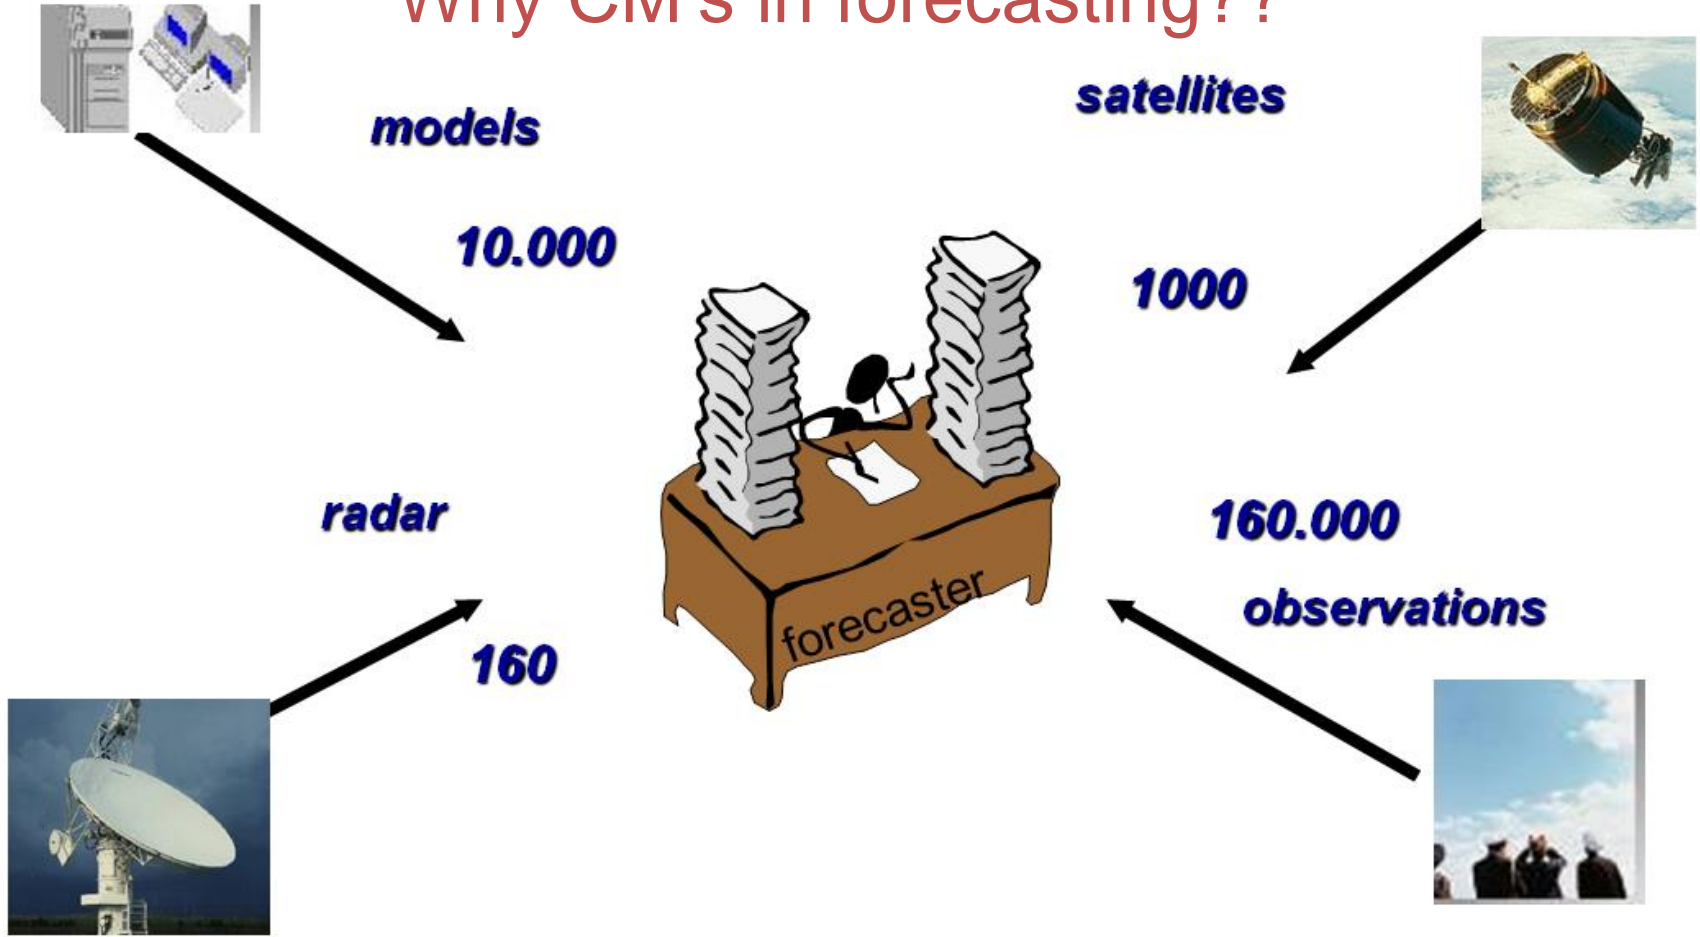 Why CM's in forecasting??
models
satellites
10.000
1000
radar
160.000
observations
forecaster
160